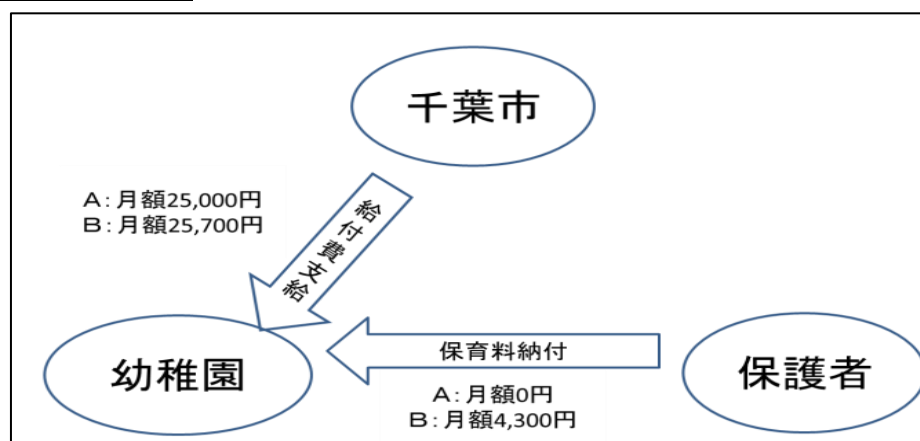 千葉市
A:月額25,000円
B:月額25,700円
給付費支給
幼稚園
保育料納付
保護者
A:月額0円
B:月額4,300円